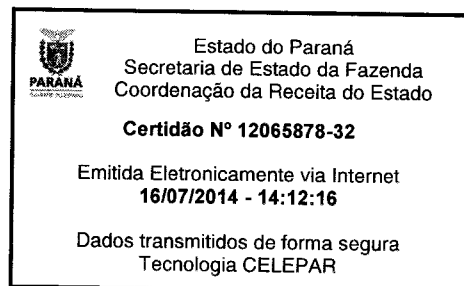 Estado do Paraná
Secretaria de Estado da Fazenda
PARANÁ
Coordenação da Receita do Estado
Certidão Nº 12065878-32
Emitida Eletronicamente via Internet
16/07/2014 - 14:12:16
Dados transmitidos de forma segura
Tecnologia CELEPAR